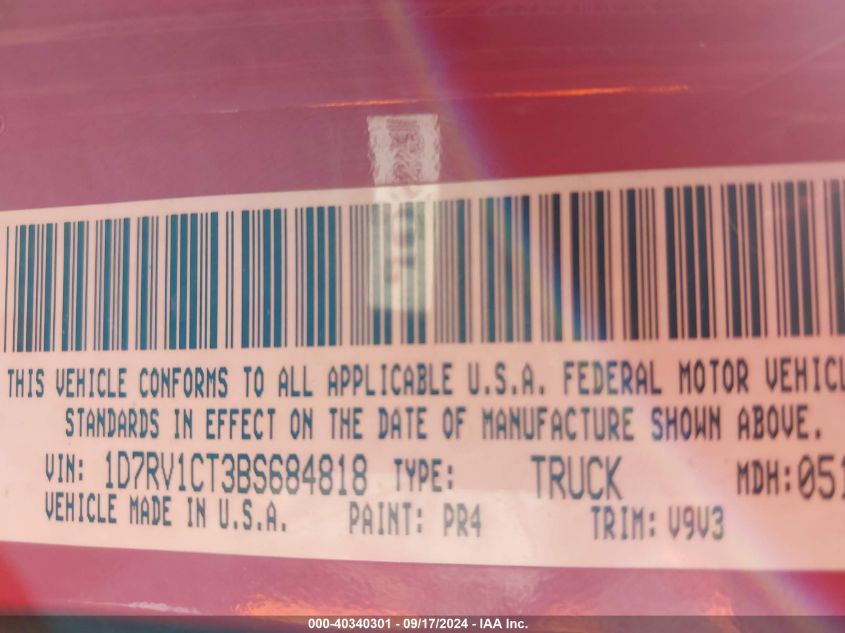 THIS VEHICLE CONFORMS TO ALL APPLICABLE U.S.A. FEDERAL MOTOR VEHICL
STANDARDS IN EFFECT ON THE DATE OF MANUFACTURE SHOWN ABOVE.
VIN: 1D7RV1CT3BS684818 TYPE: TRUCK MDH:051
VEHICLE MADE IN U.S.A. PAINT: PR4 TRIM: V9V3
000-40340301 - 09/17/2024 - IAA Inc.